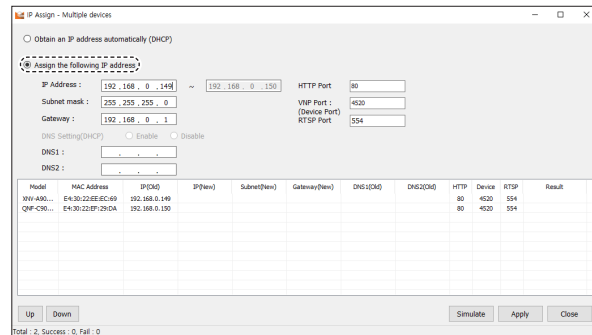 IP Assign - Multiple devices
Obtain an IP address automatically (DHCP)
Assign the following IP address
IP Address : 192 . 168 . 0 . 149 ~ 192 . 168 . 0 . 150 HTTP Port 80
Subnet mask : 255 . 255 . 255 . 0 VNP Port : 4520
(Device Port)
Gateway : 192 . 168 . 0 . 1 RTSP Port 554
DNS Setting(DHCP) Enable Disable
DNS1 : . . .
DNS2 : . . .
Model MAC Address IP(Old) IP(New) Subnet(New) Gateway(New) DNS1(Old) DNS2(Old) HTTP Device RTSP Result
XNV-A90... E4:30:22:EE:EC:69 192.168.0.149 80 4520 554
QNF-C90... E4:30:22:EF:29:DA 192.168.0.150 80 4520 554
Up Down Simulate Apply Close
Total : 2, Success : 0, Fail : 0